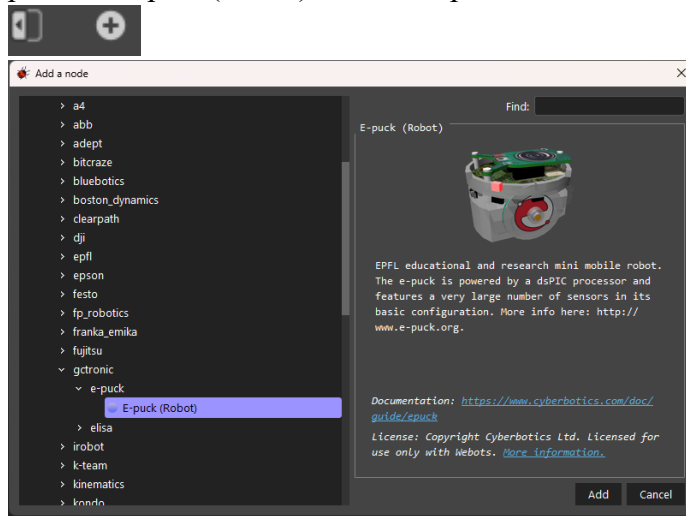 Add a node
a4
abb
adept
bitcraze
bluebotics
boston_dynamics
clearpath
dji
epfl
epson
festo
fp_robotics
franka_emika
fujitsu
gctronic
e-puck
E-puck (Robot)
elisa
irobot
k-team
kinematics
kondo
Find:
E-puck (Robot)
EPFL educational and research mini mobile robot.
The e-puck is powered by a dsPIC processor and
features a very large number of sensors in its
basic configuration. More info here: http://
www.e-puck.org.
Documentation: https://www.cyberbotics.com/doc/
guide/epuck
License: Copyright Cyberbotics Ltd. Licensed for
use only with Webots. More information.
Add Cancel